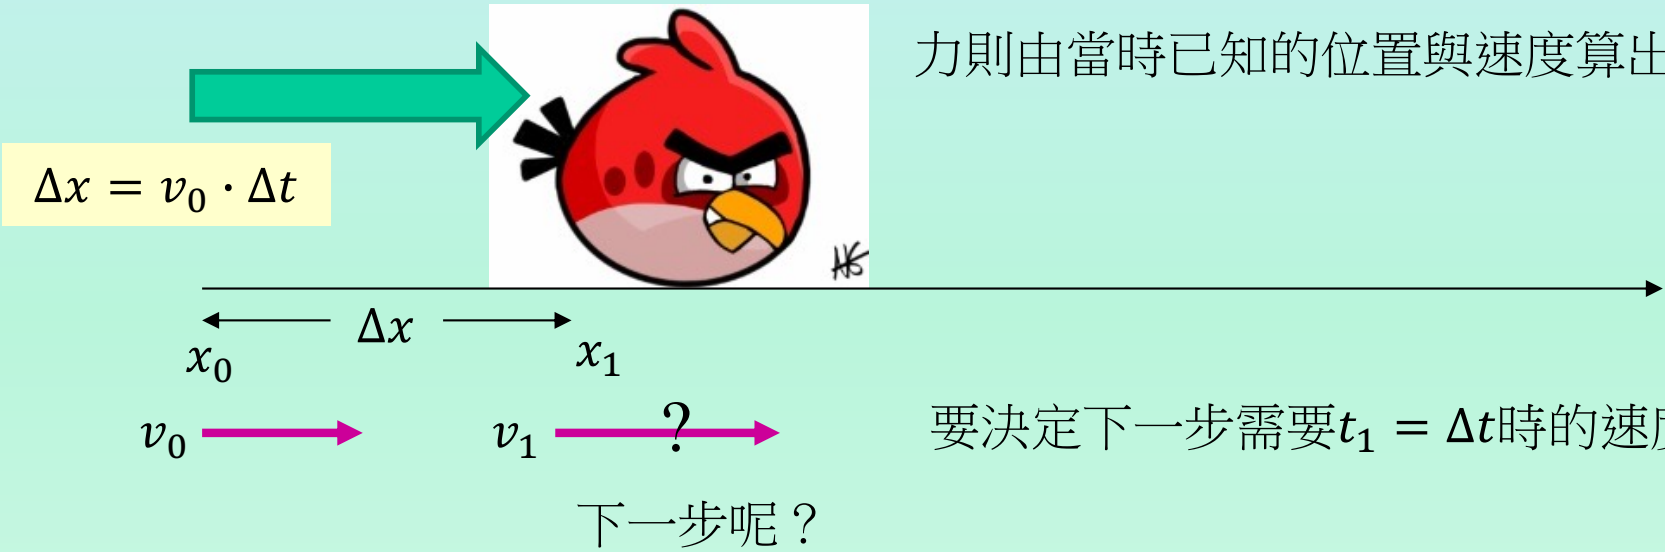 力則由當時已知的位置與速度算出
Δx = v₀ · Δt
Δx
x₀
x₁
v₀
v₁
?
要決定下一步需要t₁ = Δt時的速度
下一步呢？